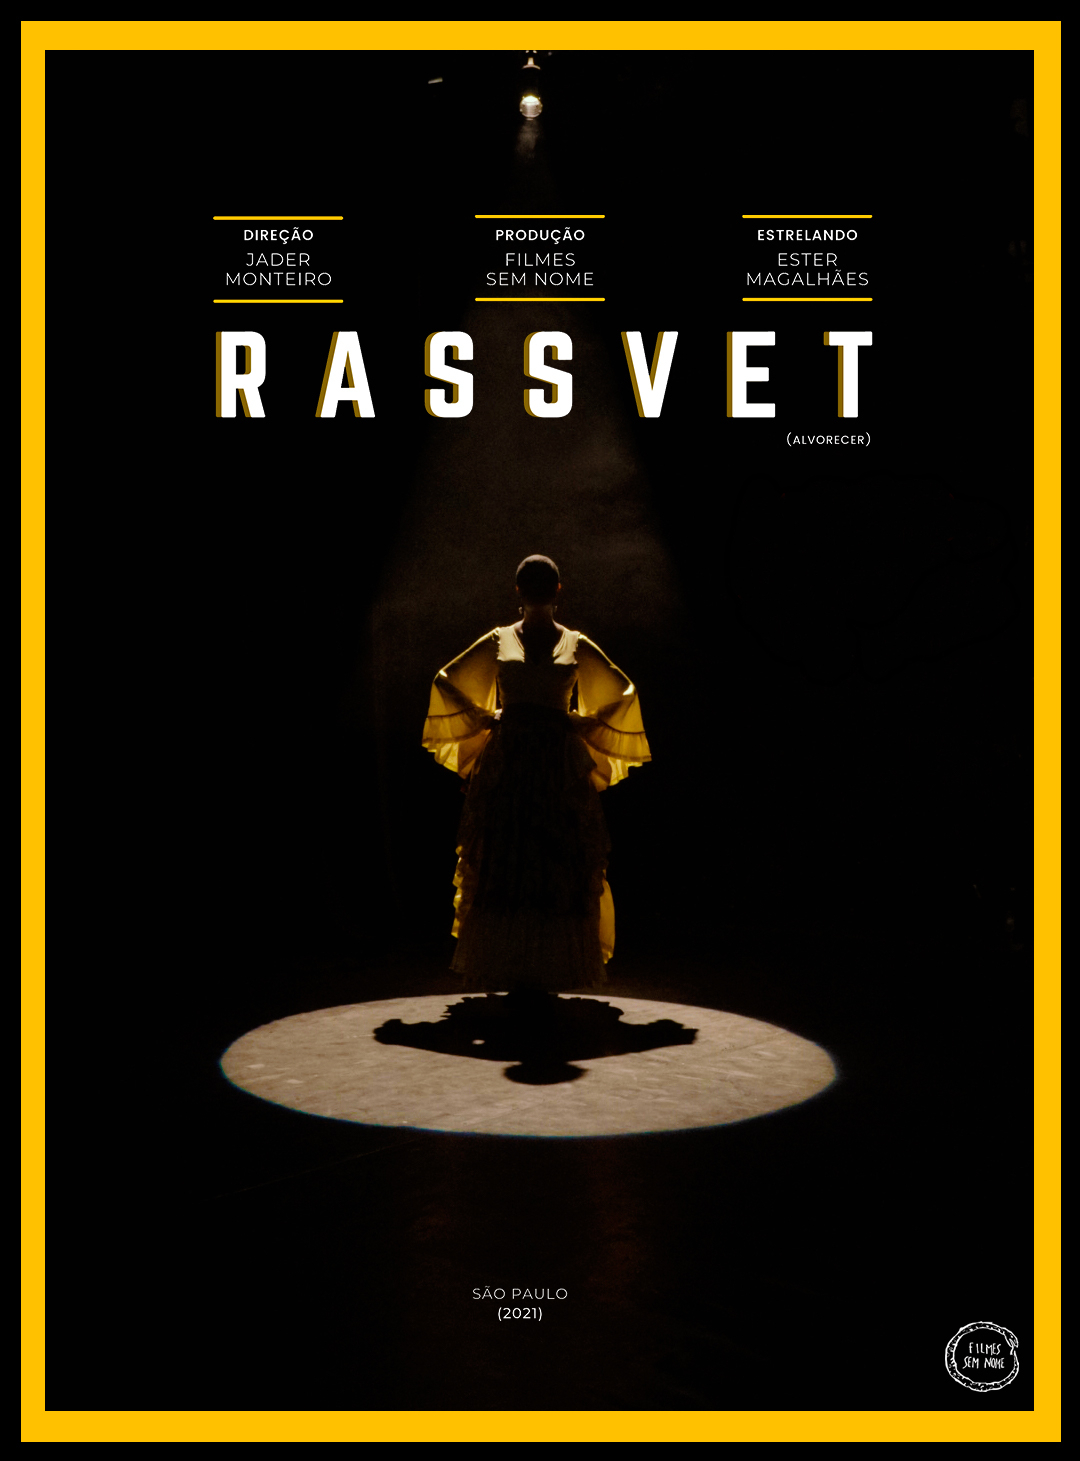 DIREÇÃO
JADER
MONTEIRO
PRODUÇÃO
FILMES
SEM NOME
ESTRELANDO
ESTER
MAGALHÃES
RASSVET
(ALVORECER)
SÃO PAULO
(2021)
FILMES
SEM NOME